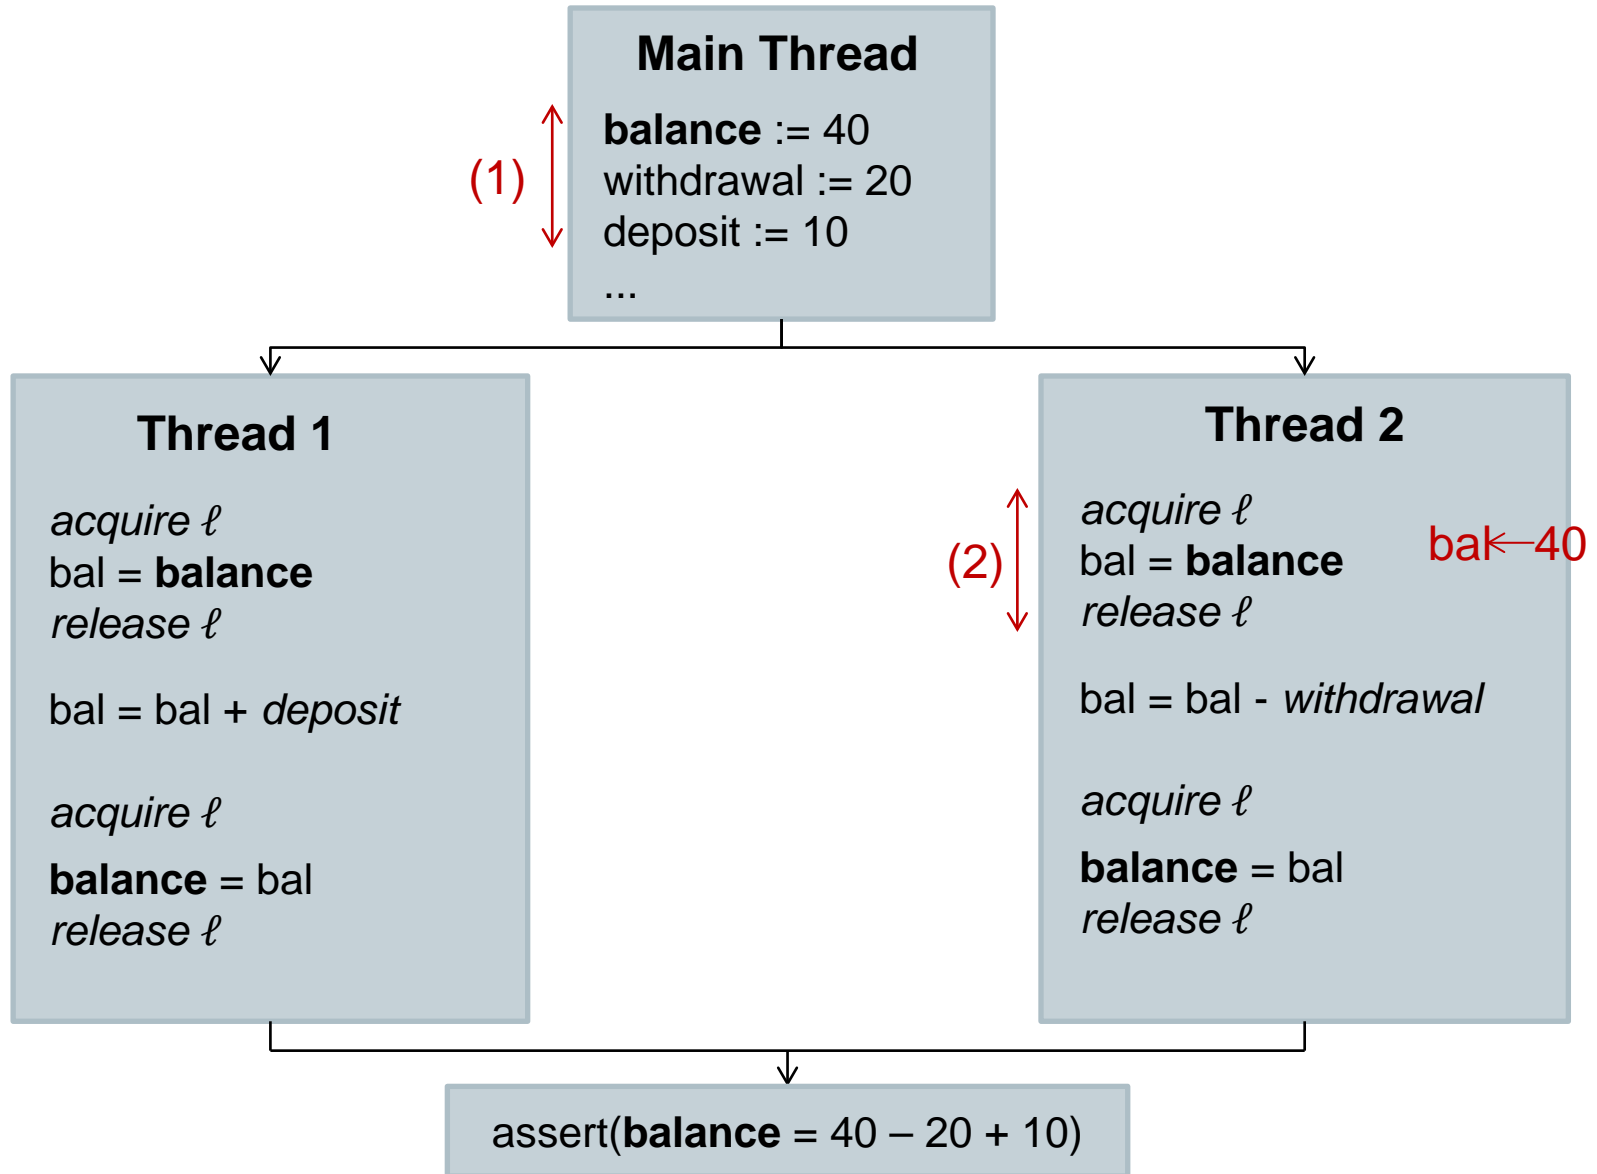 Main Thread
balance := 40
(1)
withdrawal := 20
deposit := 10
...
Thread 1
acquire ℓ
bal = balance
release ℓ
bal = bal + deposit
acquire ℓ
balance = bal
release ℓ
Thread 2
acquire ℓ
bal = balance
bal←40
(2)
release ℓ
bal = bal - withdrawal
acquire ℓ
balance = bal
release ℓ
assert(balance = 40 – 20 + 10)